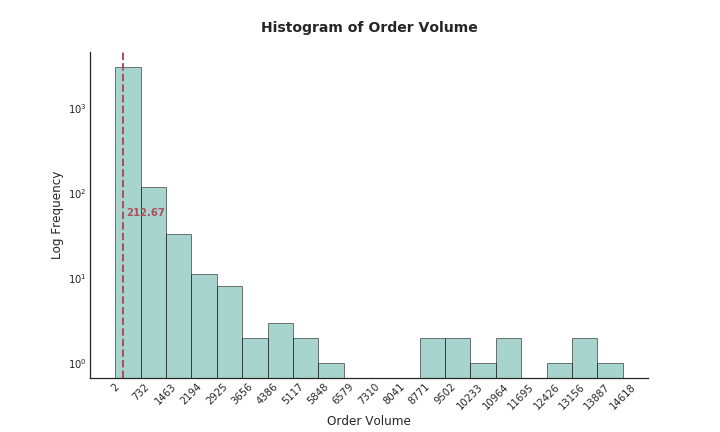 Histogram of Order Volume
Log Frequency
10³
10²
10¹
10⁰
212.67
2 732 1463 2194 2925 3656 4386 5117 5848 6579 7310 8041 8771 9502 10233 10964 11695 12426 13156 13887 14618
Order Volume